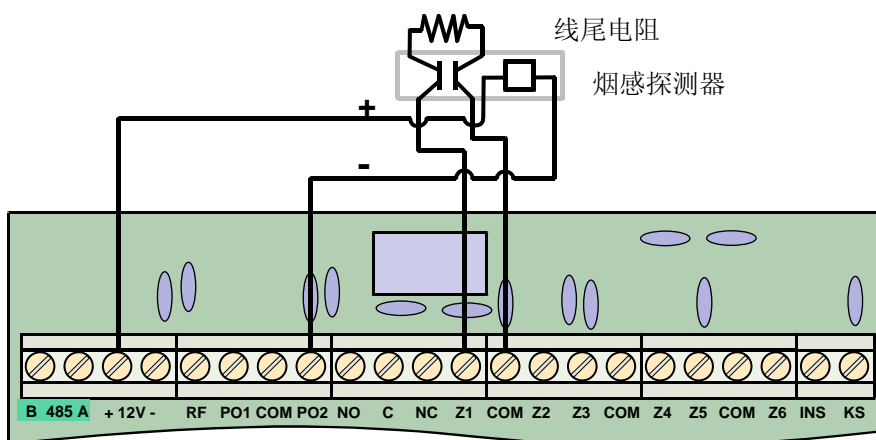 线尾电阻
烟感探测器
+
-
B 485 A + 12V - RF PO1 COM PO2 NO C NC Z1 COM Z2 Z3 COM Z4 Z5 COM Z6 INS KS